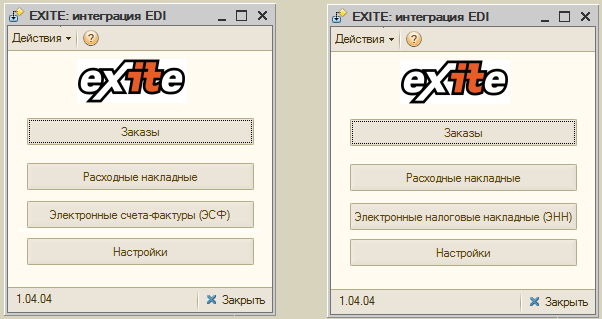 EXITE: интеграция EDI
Действия
?
exite
Заказы
Расходные накладные
Электронные счета-фактуры (ЭСФ)
Настройки
1.04.04
Закрыть
EXITE: интеграция EDI
Действия
?
exite
Заказы
Расходные накладные
Электронные налоговые накладные (ЭНН)
Настройки
1.04.04
Закрыть